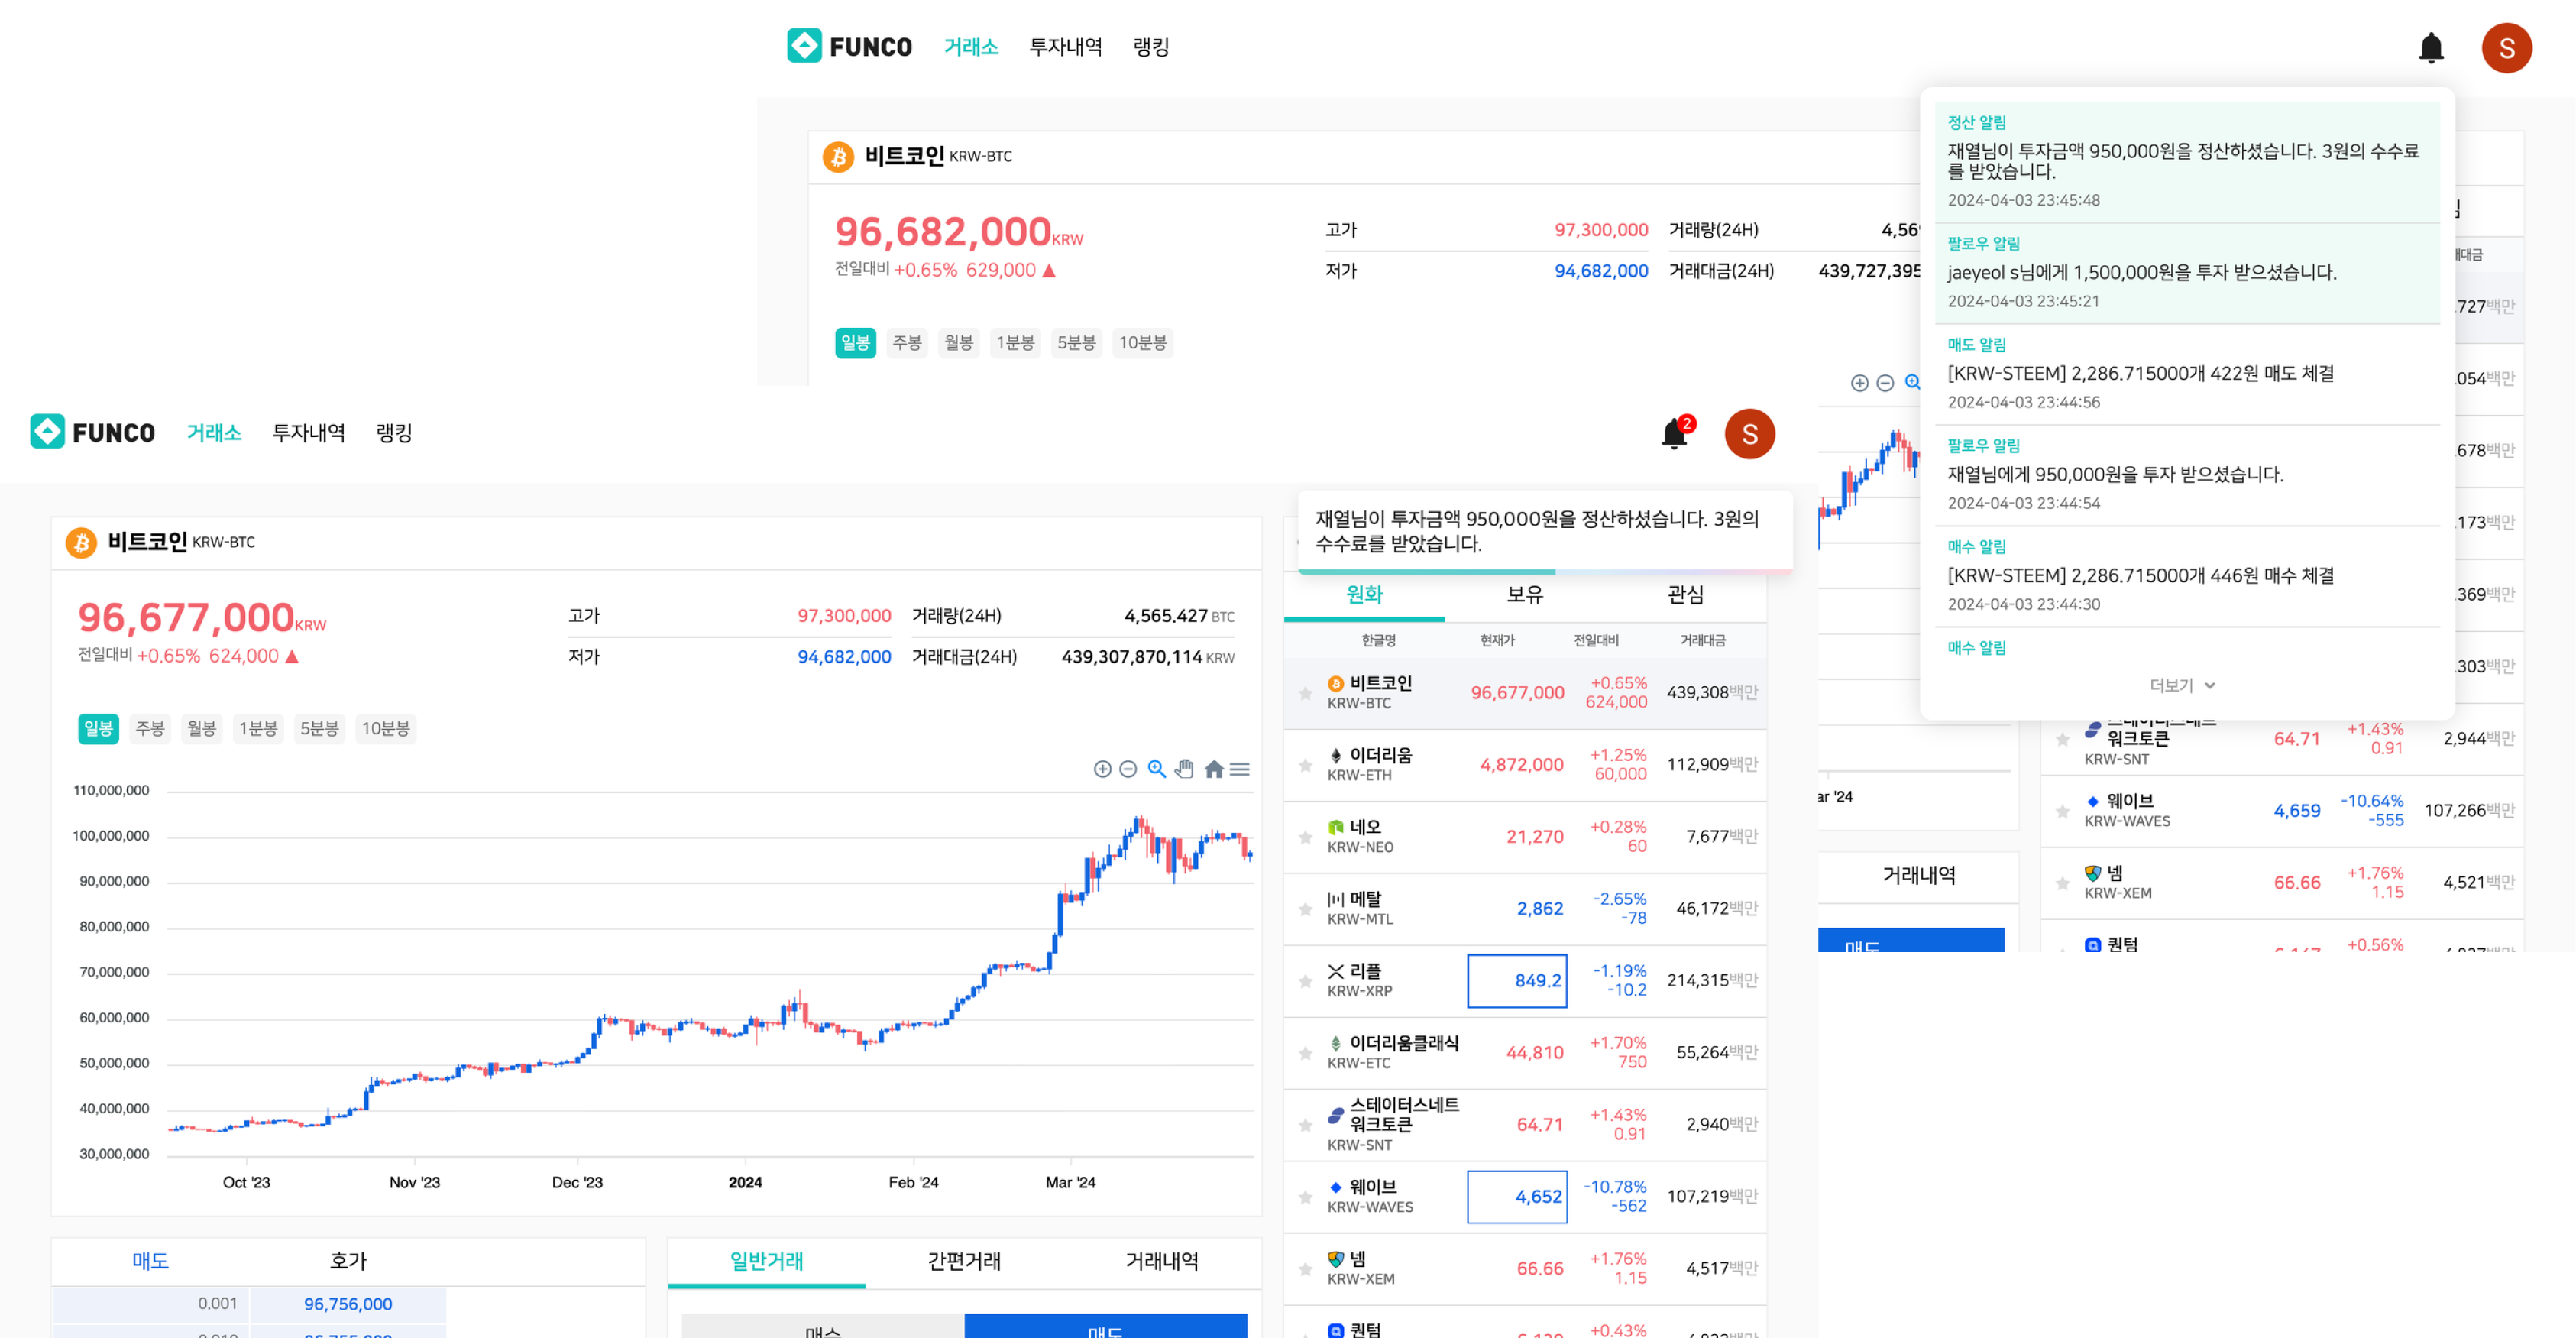 FUNCO 거래소 투자내역 랭킹
S
비트코인 KRW-BTC
96,682,000KRW
전일대비 +0.65% 629,000 ▲
고가 97,300,000
저가 94,682,000
거래량(24H)
거래대금(24H) 439,727,395
일봉 주봉 월봉 1분봉 5분봉 10분봉
정산 알림
재열님이 투자금액 950,000원을 정산하셨습니다. 3원의 수수료
를 받았습니다.
2024-04-03 23:45:48
팔로우 알림
jaeyeol s님에게 1,500,000원을 투자 받으셨습니다.
2024-04-03 23:45:21
매도 알림
[KRW-STEEM] 2,286.715000개 422원 매도 체결
2024-04-03 23:44:56
팔로우 알림
재열님에게 950,000원을 투자 받으셨습니다.
2024-04-03 23:44:54
매수 알림
[KRW-STEEM] 2,286.715000개 446원 매수 체결
2024-04-03 23:44:30
매수 알림
더보기
727백만
054백만
678백만
173백만
369백만
303백만
워크토큰
KRW-SNT 64.71 +1.43% 0.91 2,944백만
웨이브
KRW-WAVES 4,659 -10.64% -555 107,266백만
넴
KRW-XEM 66.66 +1.76% 1.15 4,521백만
퀀텀 +0.56%
ar '24
거래내역
매도
FUNCO 거래소 투자내역 랭킹
2
S
비트코인 KRW-BTC
96,677,000KRW
전일대비 +0.65% 624,000 ▲
고가 97,300,000
저가 94,682,000
거래량(24H) 4,565.427 BTC
거래대금(24H) 439,307,870,114 KRW
일봉 주봉 월봉 1분봉 5분봉 10분봉
110,000,000
100,000,000
90,000,000
80,000,000
70,000,000
60,000,000
50,000,000
40,000,000
30,000,000
Oct '23 Nov '23 Dec '23 2024 Feb '24 Mar '24
재열님이 투자금액 950,000원을 정산하셨습니다. 3원의
수수료를 받았습니다.
원화 보유 관심
한글명 현재가 전일대비 거래대금
비트코인
KRW-BTC 96,677,000 +0.65% 624,000 439,308백만
이더리움
KRW-ETH 4,872,000 +1.25% 60,000 112,909백만
네오
KRW-NEO 21,270 +0.28% 60 7,677백만
메탈
KRW-MTL 2,862 -2.65% -78 46,172백만
리플
KRW-XRP 849.2 -1.19% -10.2 214,315백만
이더리움클래식
KRW-ETC 44,810 +1.70% 750 55,264백만
스테이터스네트
워크토큰
KRW-SNT 64.71 +1.43% 0.91 2,940백만
웨이브
KRW-WAVES 4,652 -10.78% -562 107,219백만
넴
KRW-XEM 66.66 +1.76% 1.15 4,517백만
퀀텀 +0.43%
매도 호가
0.001 96,756,000
일반거래 간편거래 거래내역
매수 매도